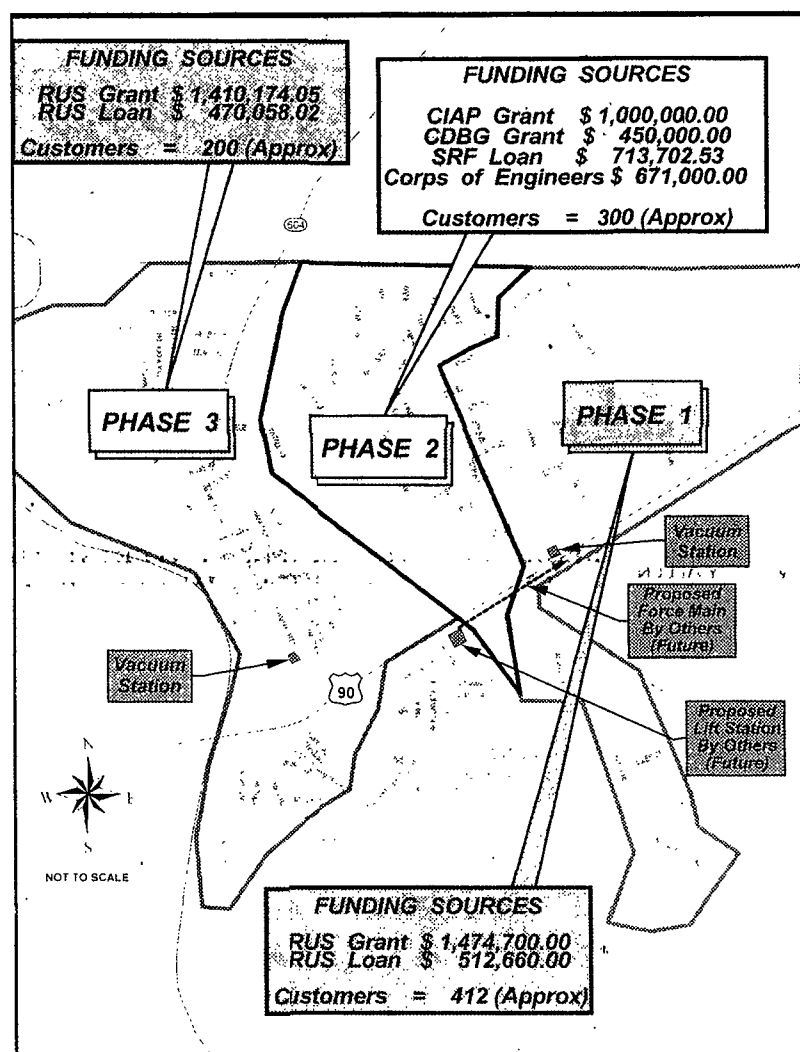 FUNDING SOURCES
RUS Grant $ 1,410,174.05
RUS Loan $ 470,058.02
Customers = 200 (Approx)
FUNDING SOURCES
CIAP Grant $ 1,000,000.00
CDBG Grant $ 450,000.00
SRF Loan $ 713,702.53
Corps of Engineers $ 671,000.00
Customers = 300 (Approx)
604
PHASE 3
PHASE 2
PHASE 1
Vacuum
Station
Proposed
Force Main
By Others
(Future)
Vacuum
Station
90
Proposed
Lift Station
By Others
(Future)
N
W
E
S
NOT TO SCALE
FUNDING SOURCES
RUS Grant $ 1,474,700.00
RUS Loan $ 512,660.00
Customers = 412 (Approx)